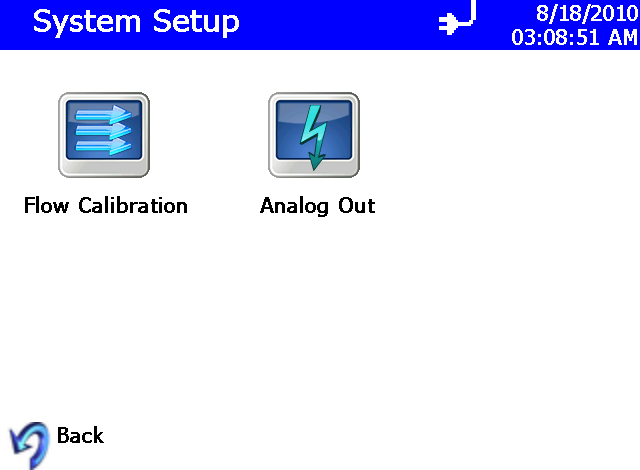 System Setup
8/18/2010
03:08:51 AM
Flow Calibration
Analog Out
Back